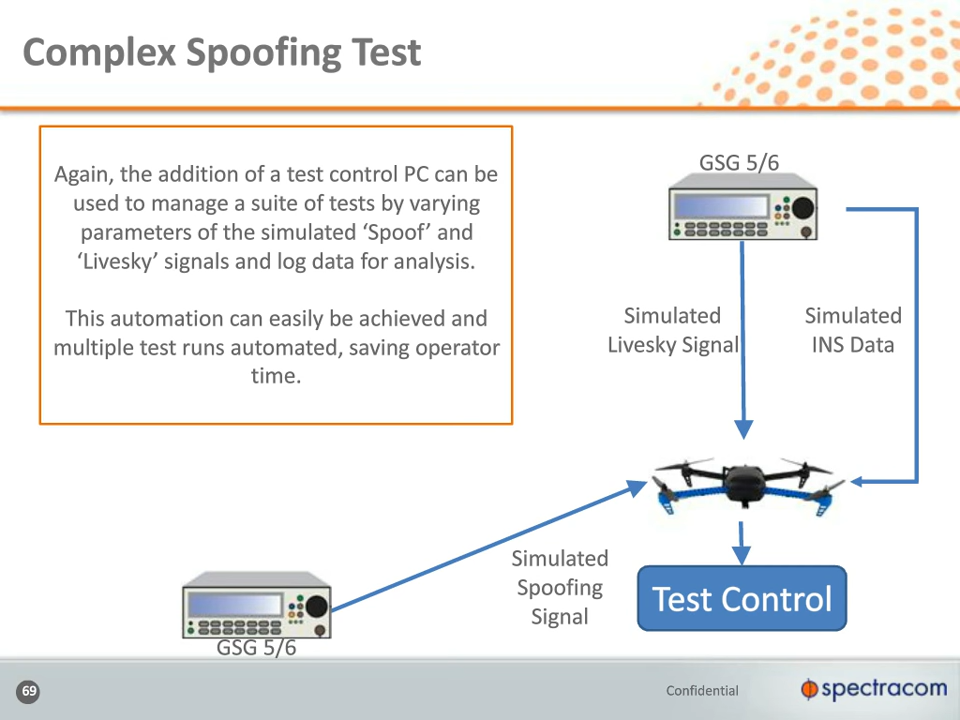 Complex Spoofing Test
Again, the addition of a test control PC can be
used to manage a suite of tests by varying
parameters of the simulated ‘Spoof’ and
‘Livesky’ signals and log data for analysis.
This automation can easily be achieved and
multiple test runs automated, saving operator
time.
GSG 5/6
Simulated
Livesky Signal
Simulated
INS Data
Simulated
Spoofing
Signal
Test Control
GSG 5/6
69
Confidential
spectracom